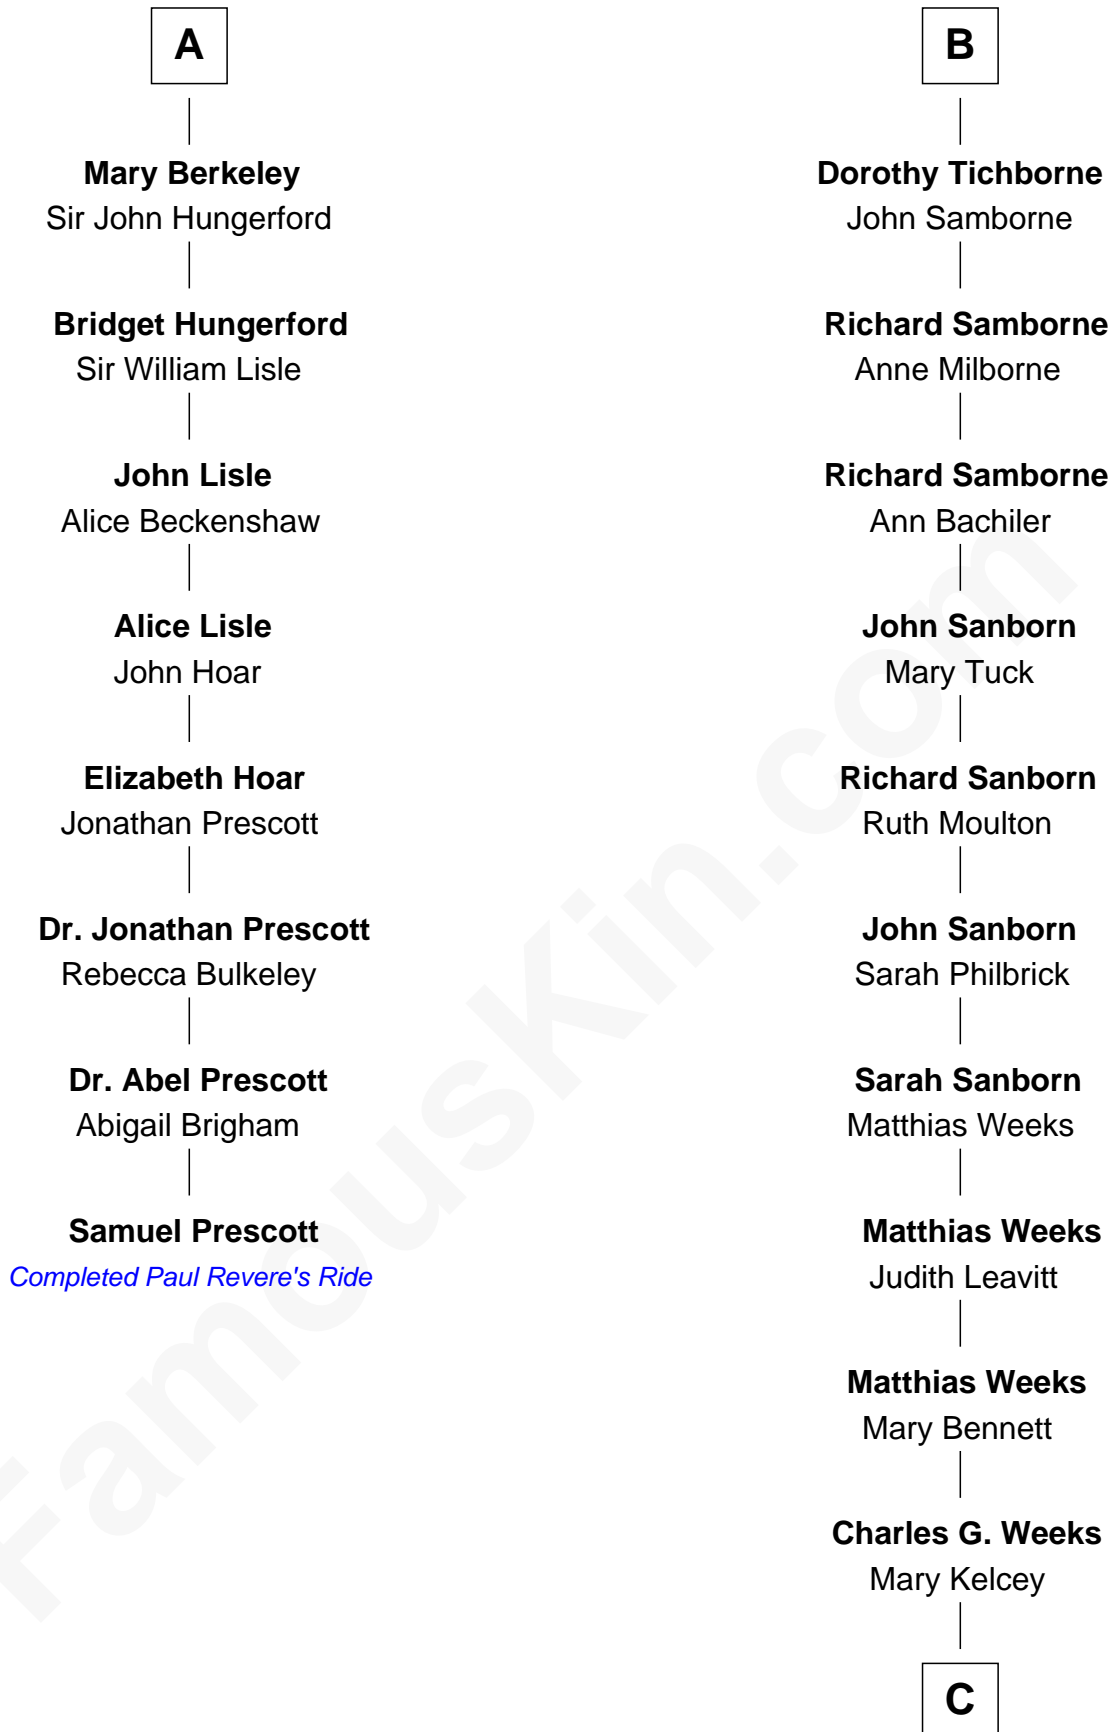 A
Mary Berkeley
Sir John Hungerford
Bridget Hungerford
Sir William Lisle
John Lisle
Alice Beckenshaw
Alice Lisle
John Hoar
Elizabeth Hoar
Jonathan Prescott
Dr. Jonathan Prescott
Rebecca Bulkeley
Dr. Abel Prescott
Abigail Brigham
Samuel Prescott
Completed Paul Revere's Ride
B
Dorothy Tichborne
John Samborne
Richard Samborne
Anne Milborne
Richard Samborne
Ann Bachiler
John Sanborn
Mary Tuck
Richard Sanborn
Ruth Moulton
John Sanborn
Sarah Philbrick
Sarah Sanborn
Matthias Weeks
Matthias Weeks
Judith Leavitt
Matthias Weeks
Mary Bennett
Charles G. Weeks
Mary Kelcey
C
FamousKin.com